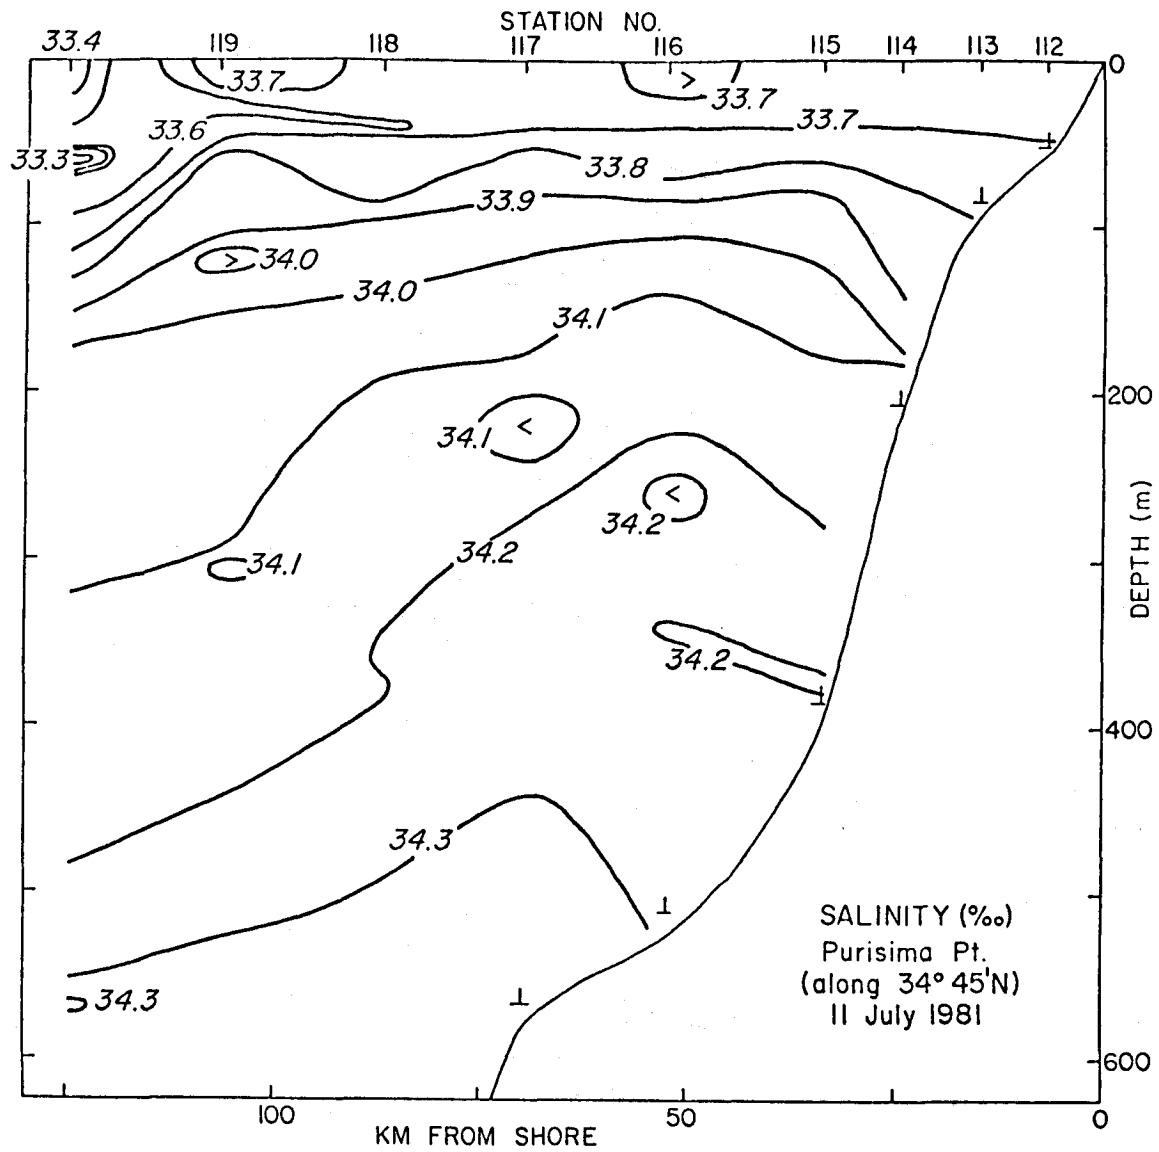 STATION NO.
33.4 119 118 117 116 115 114 113 112
0
33.7 > 33.7
33.6 33.7
33.3 33.8
33.9
> 34.0
34.0
34.1
200
34.1 <
<
34.2
34.2
34.1
DEPTH (m)
34.2
400
34.3
SALINITY (‰)
Purisima Pt.
(along 34° 45'N)
11 July 1981
34.3
600
100 50 0
KM FROM SHORE